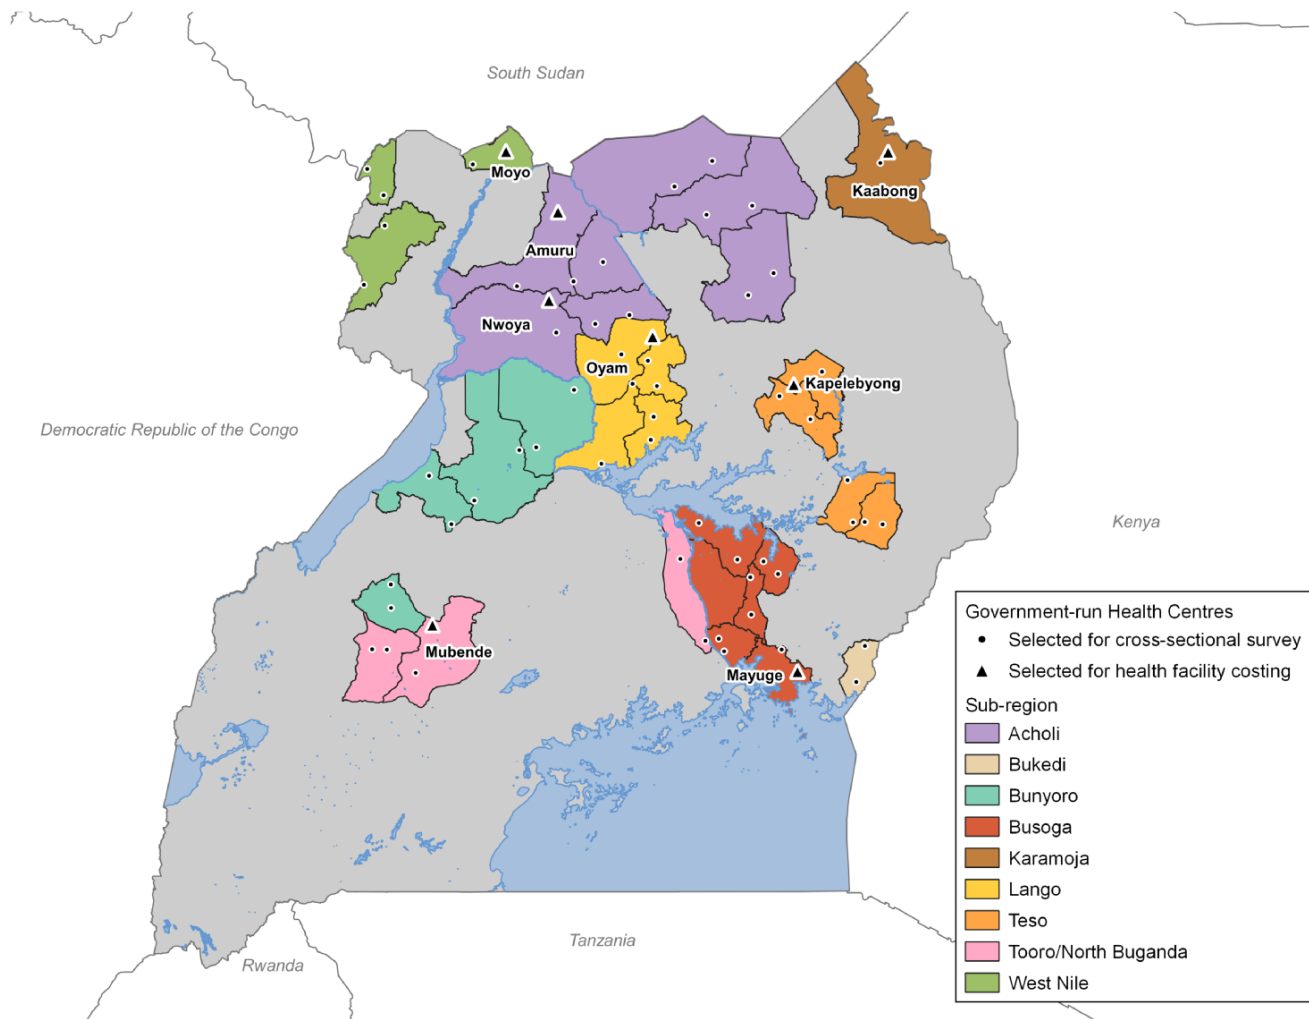 South Sudan
Moyo
Kaabong
Amuru
Nwoya
Oyam
Kapelebyong
Democratic Republic of the Congo
Kenya
Mubende
Mayuge
Tanzania
Rwanda
Government-run Health Centres
Selected for cross-sectional survey
Selected for health facility costing
Sub-region
Acholi
Bukedi
Bunyoro
Busoga
Karamoja
Lango
Teso
Tooro/North Buganda
West Nile